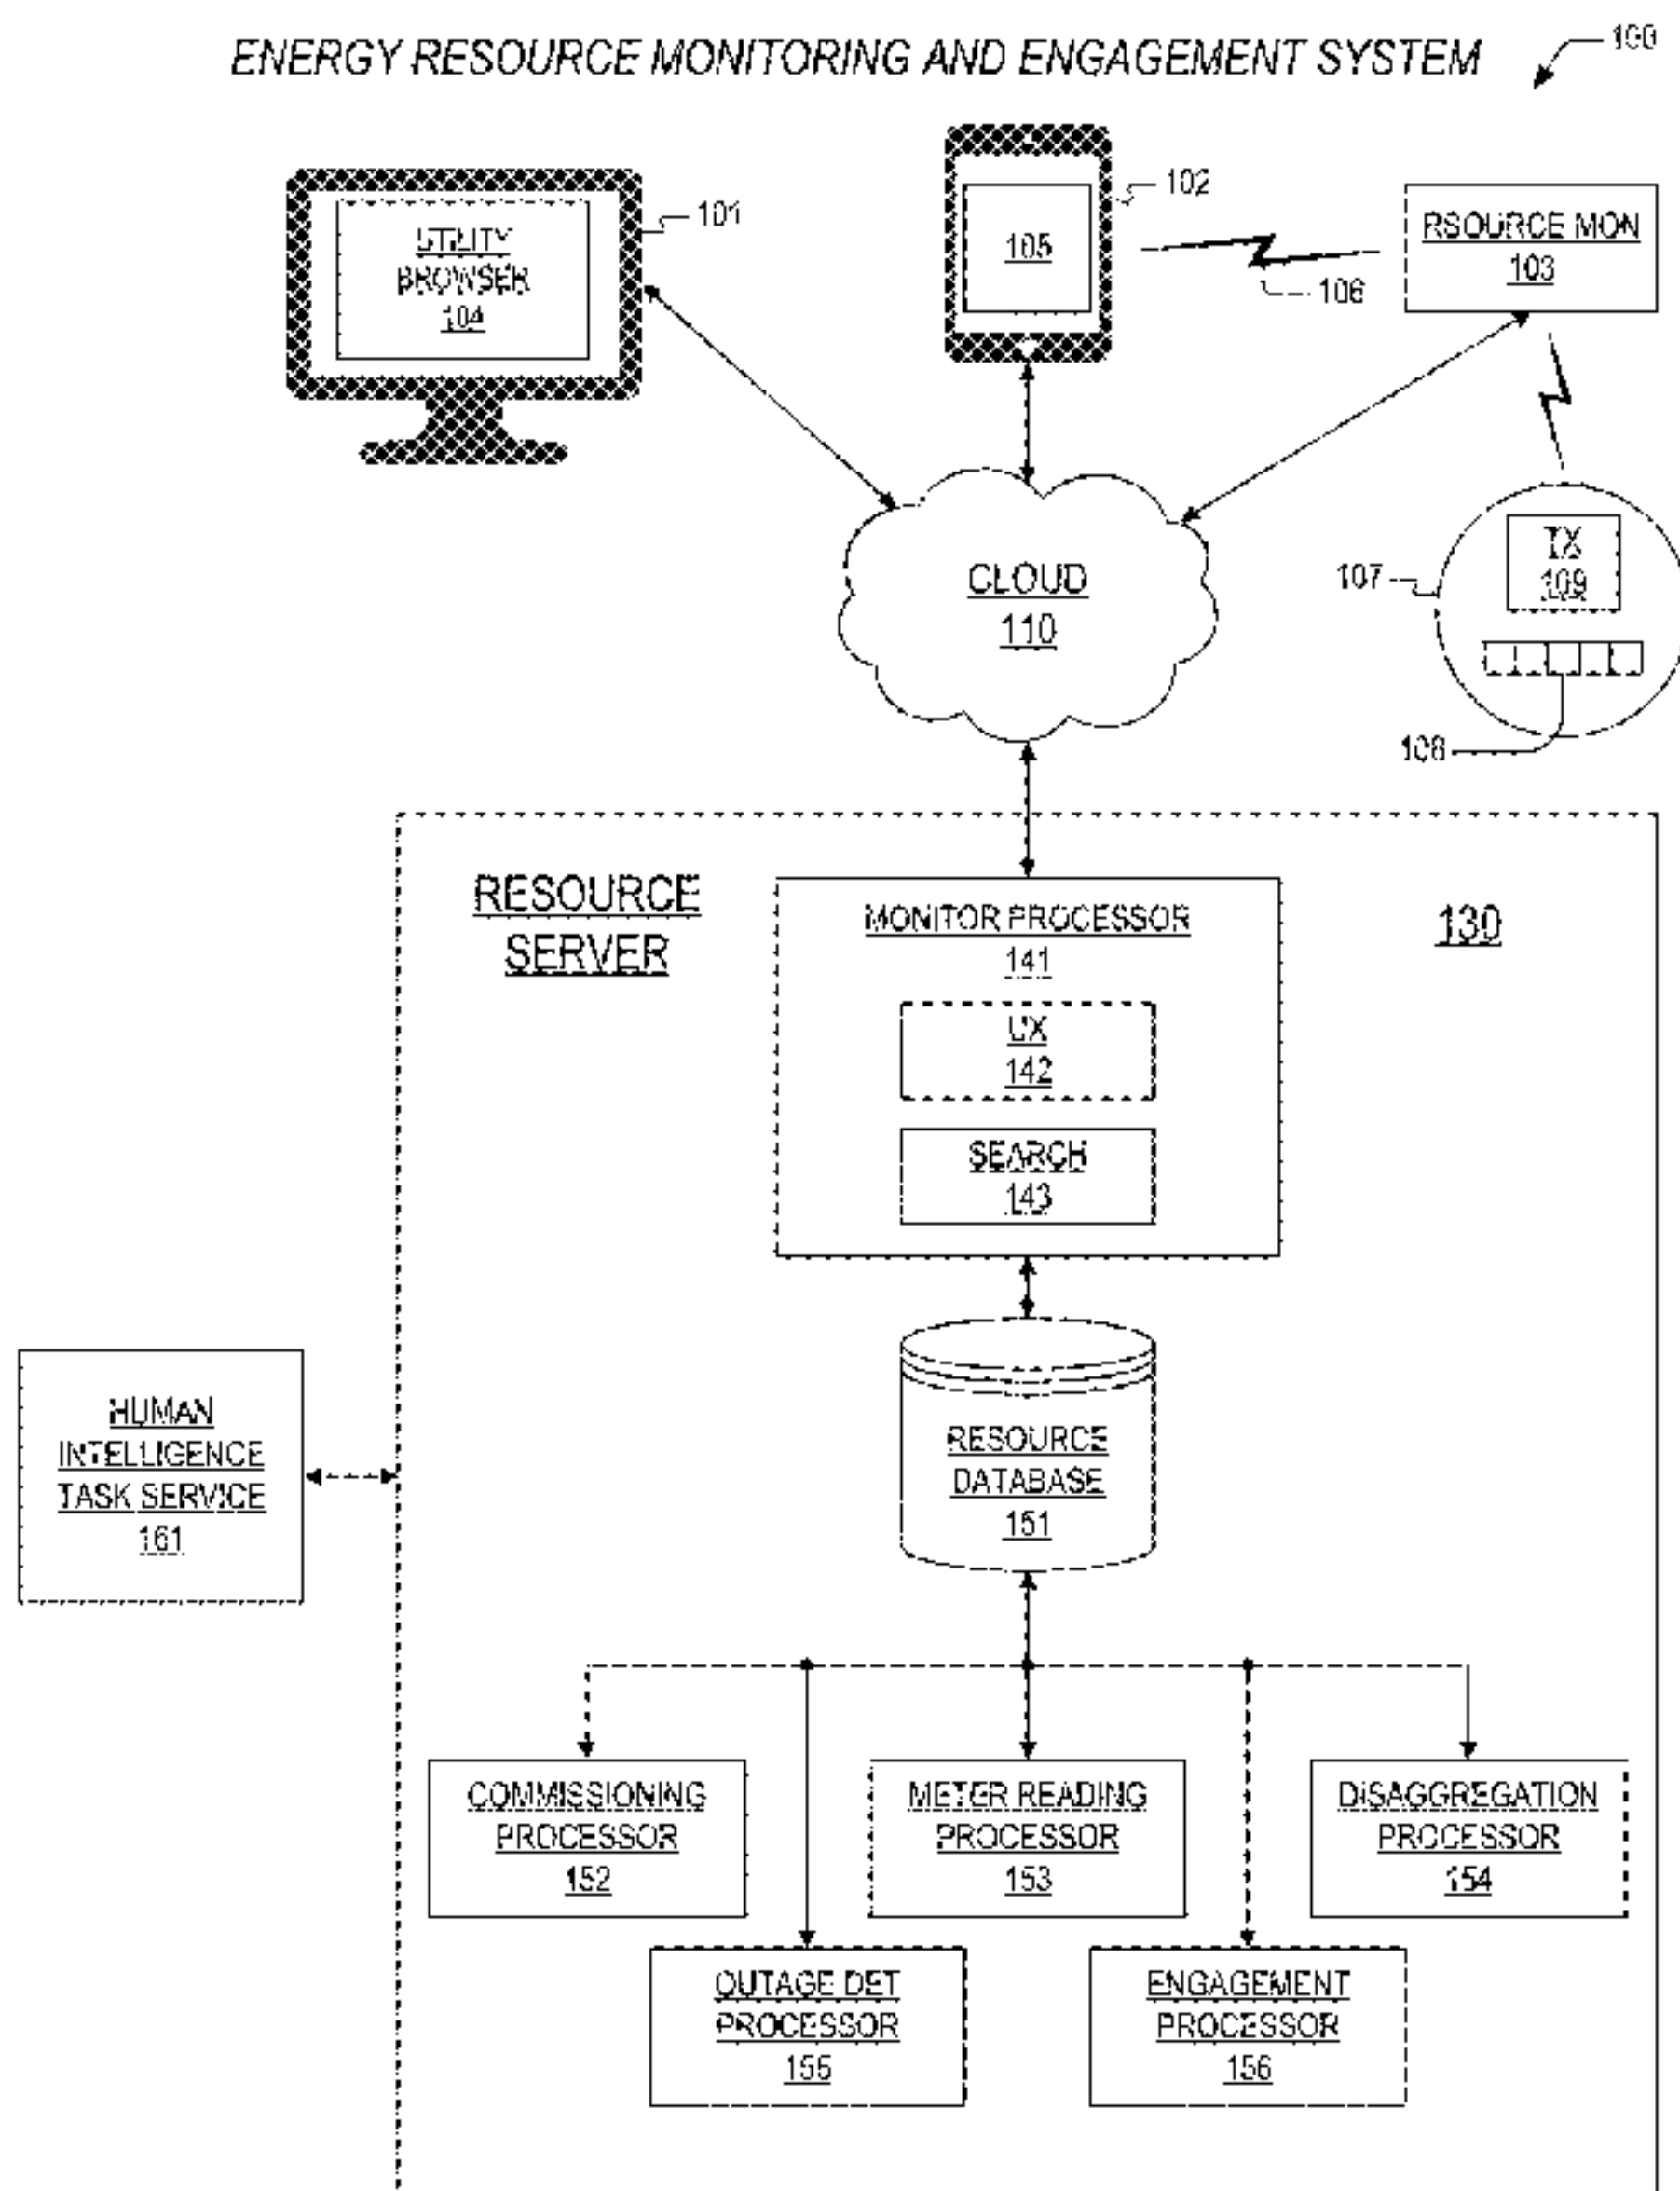 ENERGY RESOURCE MONITORING AND ENGAGEMENT SYSTEM
100
UTILITY
BROWSER
104
101
105
102
106
RSOURCE MON
103
CLOUD
110
107
TX
109
108
RESOURCE
SERVER
130
MONITOR PROCESSOR
141
UX
142
SEARCH
143
HUMAN
INTELLIGENCE
TASK SERVICE
161
RESOURCE
DATABASE
151
COMMISSIONING
PROCESSOR
152
METER READING
PROCESSOR
153
DISAGGREGATION
PROCESSOR
154
OUTAGE DET
PROCESSOR
155
ENGAGEMENT
PROCESSOR
156